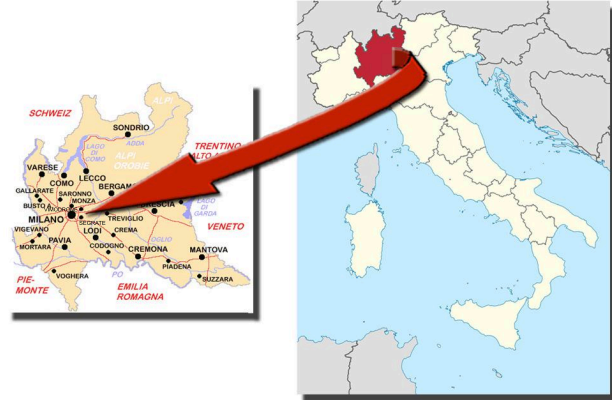 SCHWEIZ
ALPI
SONDRIO
ADDA
LAGO
DI
COMO
ALPI
OROBIE
TRENTINO
ALTO A
VARESE
COMO
LECCO
BERGAM
GALLARATE
SARONNO
BUSTO A
MONZA
MILANO
SEGRATE
TREVIGLIO
BRESCIA
LAGO
DI
GARDA
VENETO
VIGEVANO
MORTARA
PAVIA
LODI
CREMA
CODOGNO
OGLIO
CREMONA
MANTOVA
PIADENA
SUZZARA
VOGHERA
PO
PIE-
MONTE
EMILIA
ROMAGNA